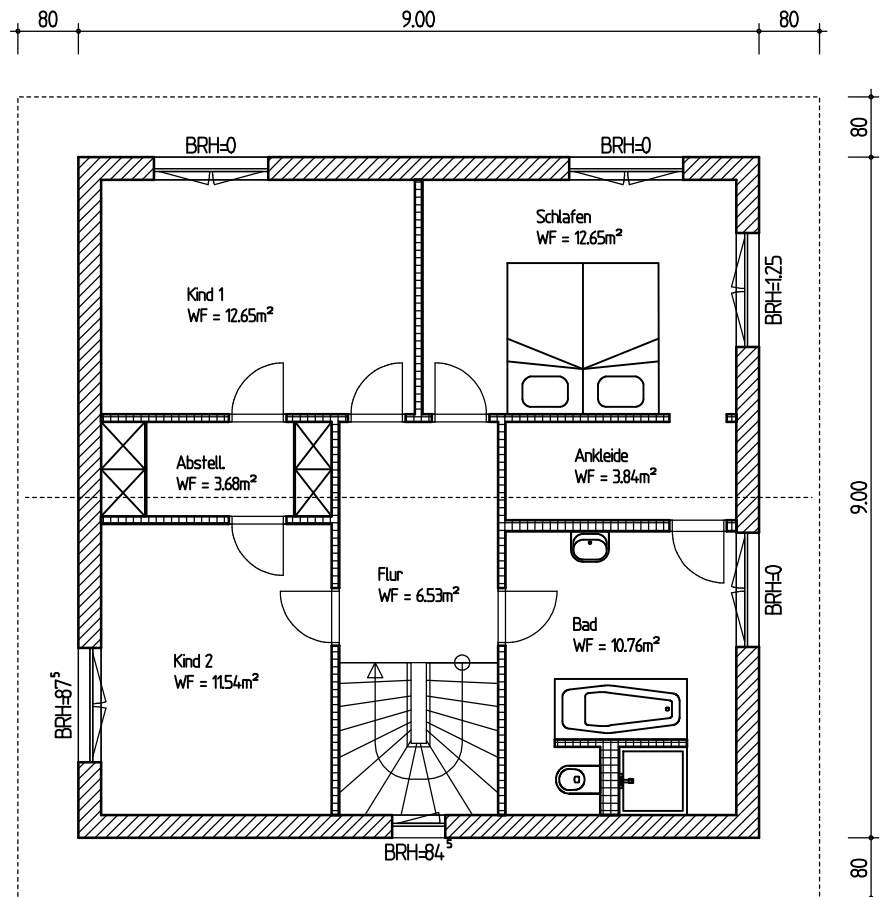 80 9.00 80
80
BRH=0 BRH=0
Schlafen
WF = 12.65m²
BRH=1.25
Kind 1
WF = 12.65m²
Abstell.
WF = 3.68m²
Ankleide
WF = 3.84m²
9.00
Flur
WF = 6.53m²
BRH=0
Bad
WF = 10.76m²
Kind 2
WF = 11.54m²
BRH=87⁵
BRH=84⁵
80